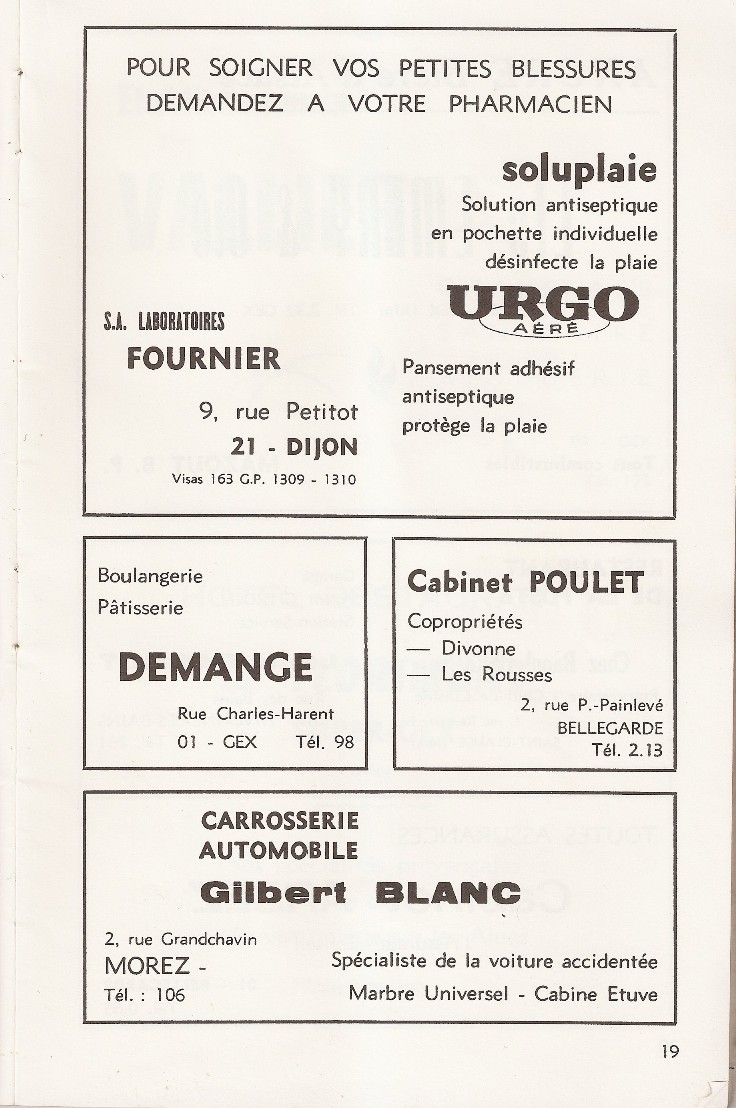 POUR SOIGNER VOS PETITES BLESSURES
DEMANDEZ A VOTRE PHARMACIEN
soluplaie
Solution antiseptique
en pochette individuelle
désinfecte la plaie
URGO
AÉRÉ
Pansement adhésif
antiseptique
protège la plaie
S.A. LABORATOIRES
FOURNIER
9, rue Petitot
21 - DIJON
Visas 163 G.P. 1309 - 1310
Boulangerie
Pâtisserie
DEMANGE
Rue Charles-Harent
01 - GEX Tél. 98
Cabinet POULET
Copropriétés
— Divonne
— Les Rousses
2, rue P.-Painlevé
BELLEGARDE
Tél. 2.13
CARROSSERIE
AUTOMOBILE
Gilbert BLANC
2, rue Grandchavin
MOREZ -
Tél. : 106
Spécialiste de la voiture accidentée
Marbre Universel - Cabine Etuve
19